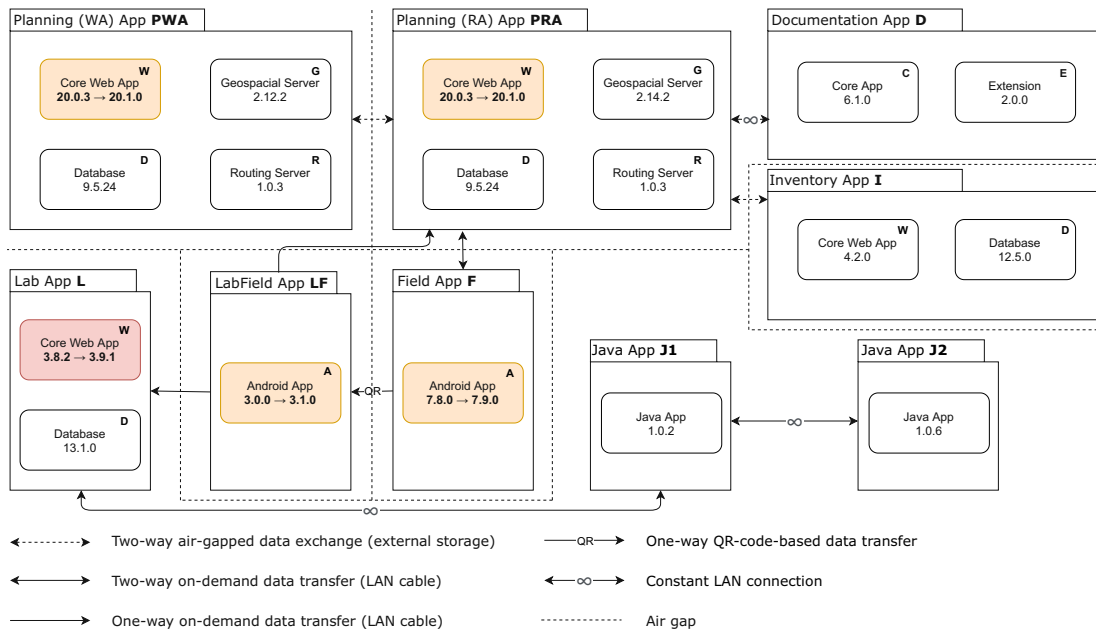 Planning (WA) App PWA
W
Core Web App
20.0.3 → 20.1.0
G
Geospacial Server
2.12.2
D
Database
9.5.24
R
Routing Server
1.0.3
Planning (RA) App PRA
W
Core Web App
20.0.3 → 20.1.0
G
Geospacial Server
2.14.2
D
Database
9.5.24
R
Routing Server
1.0.3
∞
Documentation App D
C
Core App
6.1.0
E
Extension
2.0.0
Inventory App I
W
Core Web App
4.2.0
D
Database
12.5.0
Lab App L
W
Core Web App
3.8.2 → 3.9.1
D
Database
13.1.0
LabField App LF
A
Android App
3.0.0 → 3.1.0
QR
Field App F
A
Android App
7.8.0 → 7.9.0
Java App J1
Java App
1.0.2
∞
Java App J2
Java App
1.0.6
∞
Two-way air-gapped data exchange (external storage)
QR
One-way QR-code-based data transfer
Two-way on-demand data transfer (LAN cable)
∞
Constant LAN connection
One-way on-demand data transfer (LAN cable)
Air gap